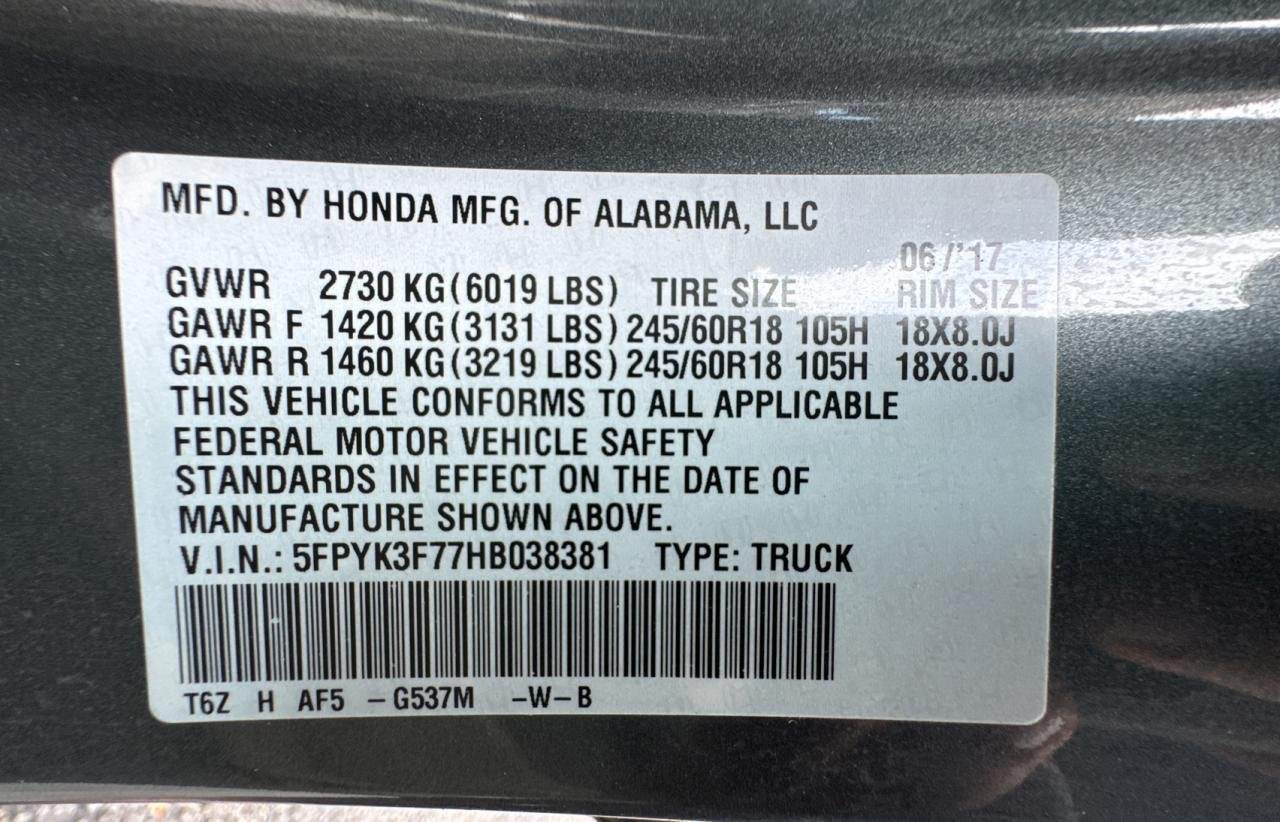 MFD. BY HONDA MFG. OF ALABAMA, LLC
06/'17
GVWR 2730 KG(6019 LBS) TIRE SIZE RIM SIZE
GAWR F 1420 KG(3131 LBS) 245/60R18 105H 18X8.0J
GAWR R 1460 KG(3219 LBS) 245/60R18 105H 18X8.0J
THIS VEHICLE CONFORMS TO ALL APPLICABLE
FEDERAL MOTOR VEHICLE SAFETY
STANDARDS IN EFFECT ON THE DATE OF
MANUFACTURE SHOWN ABOVE.
V.I.N.: 5FPYK3F77HB038381 TYPE: TRUCK
T6Z H AF5 -G537M -W-B